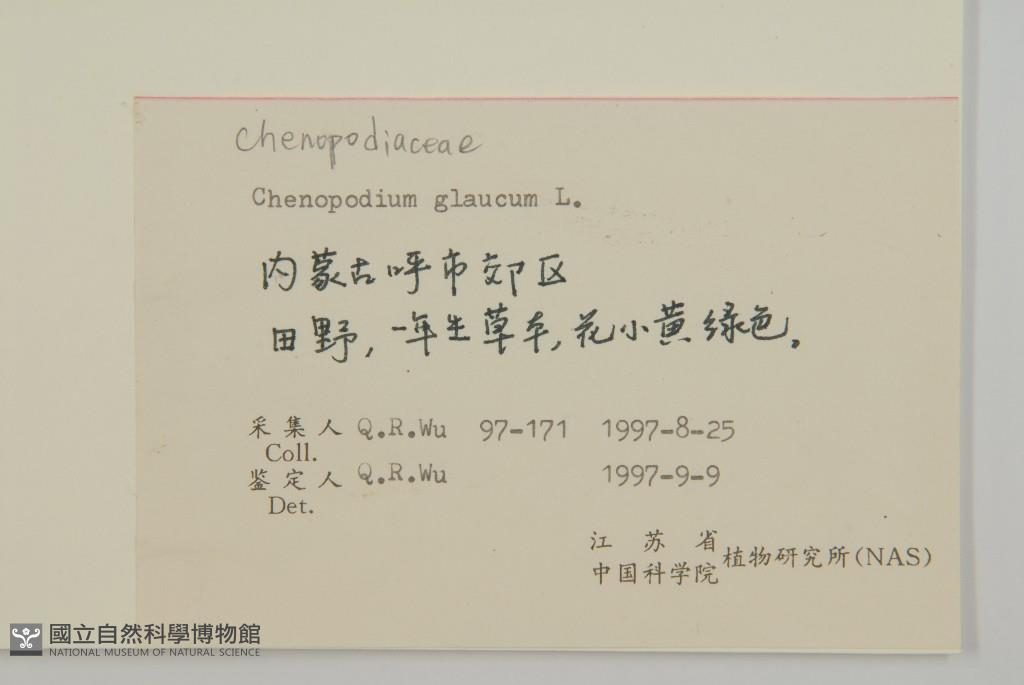 Chenopodiaceae
Chenopodium glaucum L.
内蒙古呼市郊区
田野,一年生草本,花小黄绿色。
采集人 Q.R.Wu 97-171 1997-8-25
Coll.
鉴定人 Q.R.Wu 1997-9-9
Det.
江苏省
中国科学院 植物研究所(NAS)
國立自然科學博物館
NATIONAL MUSEUM OF NATURAL SCIENCE